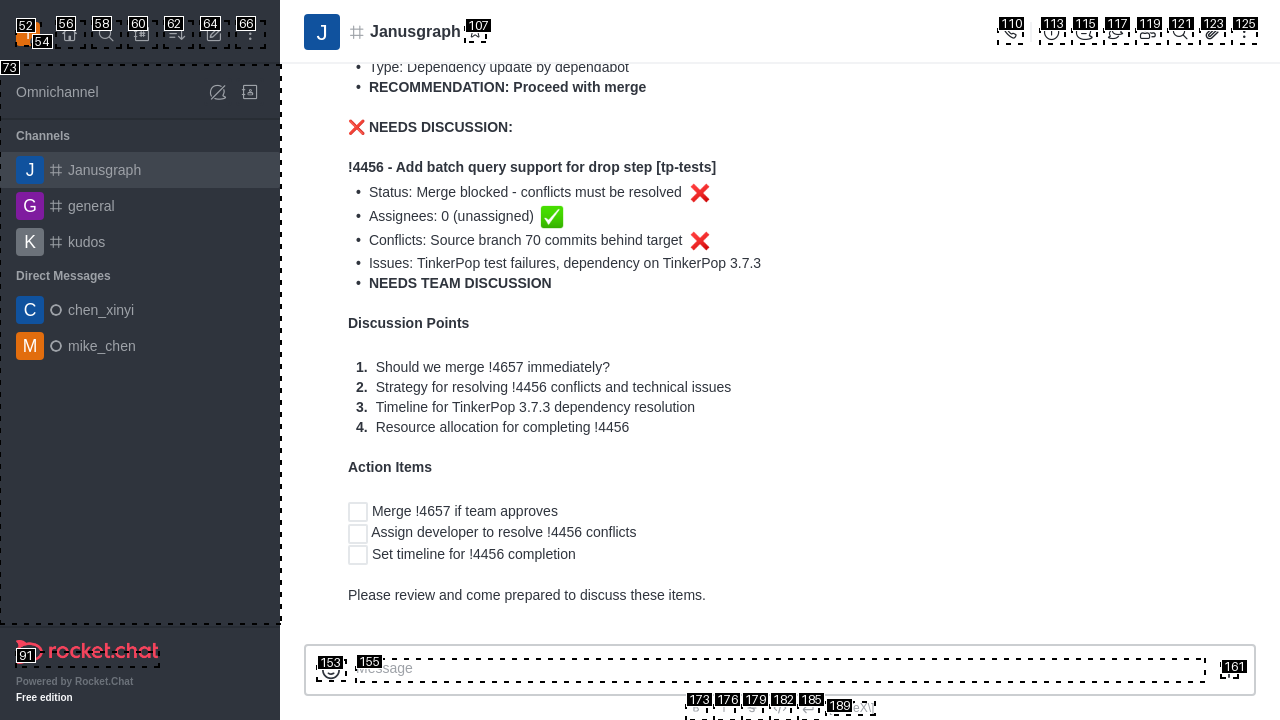 52
54
56
58
60
62
64
66
73
Omnichannel
Channels
J Janusgraph
G general
K kudos
Direct Messages
C chen_xinyi
M mike_chen
91
rocket.chat
Powered by Rocket.Chat
Free edition
J Janusgraph
107
110
113
115
117
119
121
123
125
• Type: Dependency update by dependabot
• RECOMMENDATION: Proceed with merge
❌ NEEDS DISCUSSION:
!4456 - Add batch query support for drop step [tp-tests]
• Status: Merge blocked - conflicts must be resolved ❌
• Assignees: 0 (unassigned) ✅
• Conflicts: Source branch 70 commits behind target ❌
• Issues: TinkerPop test failures, dependency on TinkerPop 3.7.3
• NEEDS TEAM DISCUSSION
Discussion Points
1. Should we merge !4657 immediately?
2. Strategy for resolving !4456 conflicts and technical issues
3. Timeline for TinkerPop 3.7.3 dependency resolution
4. Resource allocation for completing !4456
Action Items
Merge !4657 if team approves
Assign developer to resolve !4456 conflicts
Set timeline for !4456 completion
Please review and come prepared to discuss these items.
153
155
Message
161
173
176
179
182
185
189